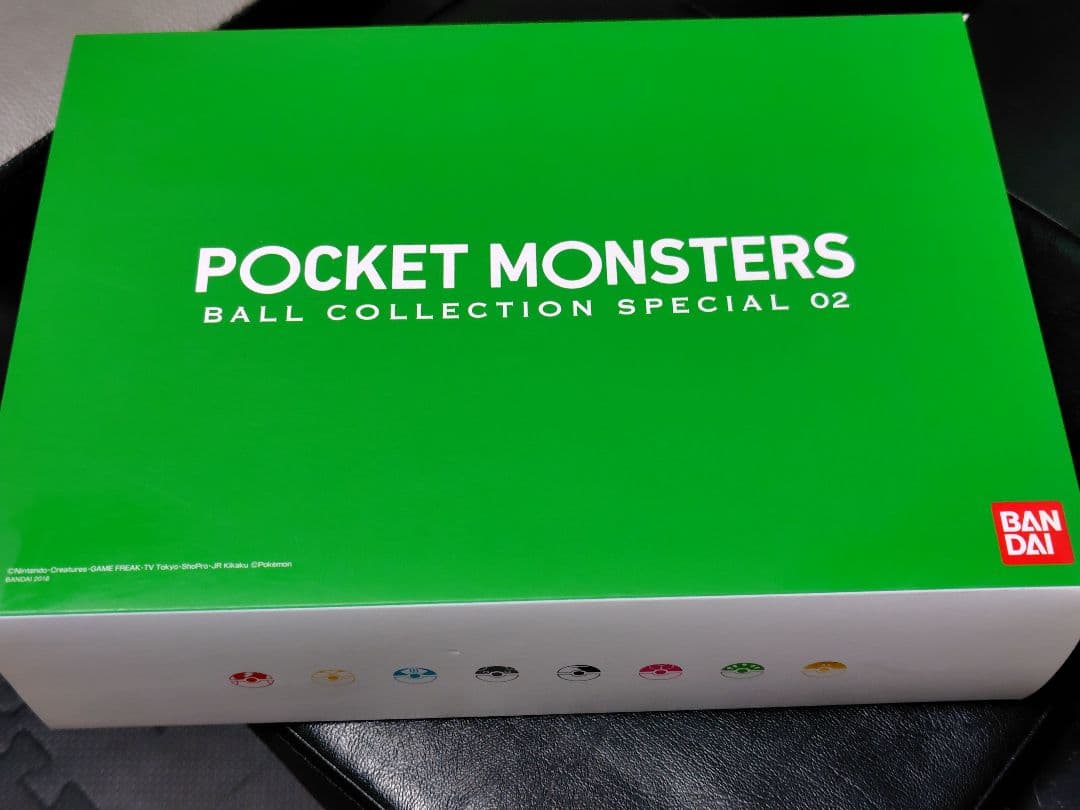 POCKET MONSTERS
BALL COLLECTION SPECIAL 02
BAN
DAI
©Nintendo・Creatures・GAME FREAK・TV Tokyo・ShoPro・JR Kikaku ©Pokémon
BANDAI 2018